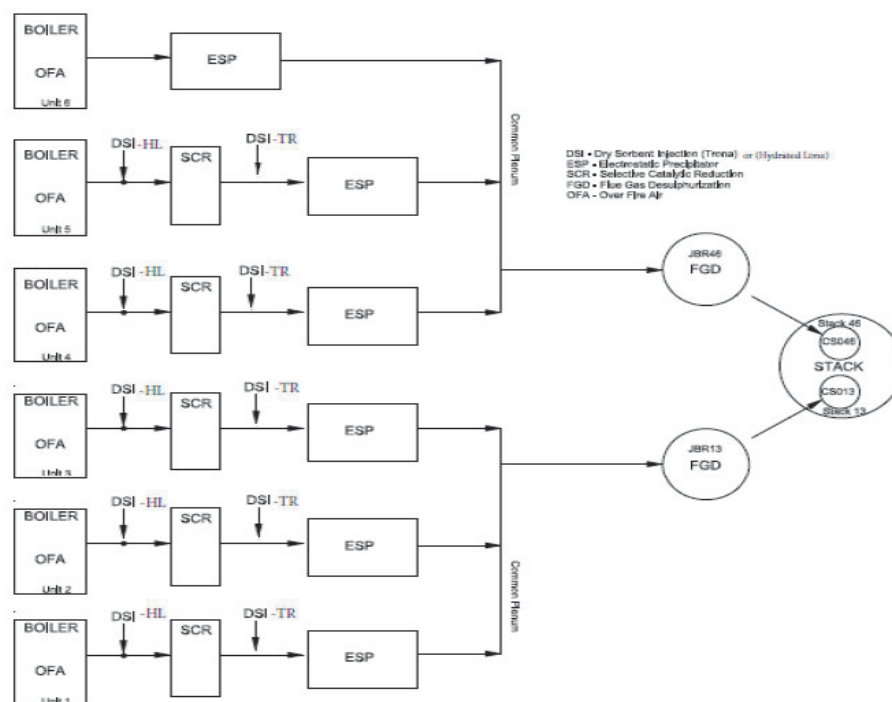 BOILER
OFA
Unit 6
ESP
BOILER
OFA
Unit 5
DSI-HL
SCR
DSI-TR
ESP
Common Plenum
DSI - Dry Sorbent Injection (Trona) or (Hydrated Lime)
ESP - Electrostatic Precipitator
SCR - Selective Catalytic Reduction
FGD - Flue Gas Desulphurization
OFA - Over Fire Air
BOILER
OFA
Unit 4
DSI-HL
SCR
DSI-TR
ESP
JBR46
FGD
Stack 46
CS046
STACK
CS013
Stack 13
BOILER
OFA
Unit 3
DSI-HL
SCR
DSI-TR
ESP
JBR13
FGD
BOILER
OFA
Unit 2
DSI-HL
SCR
DSI-TR
ESP
Common Plenum
BOILER
OFA
Unit 1
DSI-HL
SCR
DSI-TR
ESP